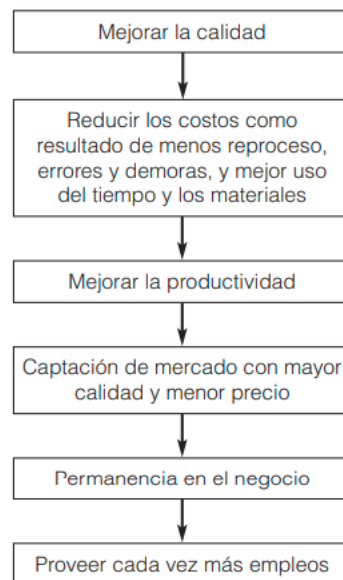 Mejorar la calidad
Reducir los costos como
resultado de menos reproceso,
errores y demoras, y mejor uso
del tiempo y los materiales
Mejorar la productividad
Captación de mercado con mayor
calidad y menor precio
Permanencia en el negocio
Proveer cada vez más empleos